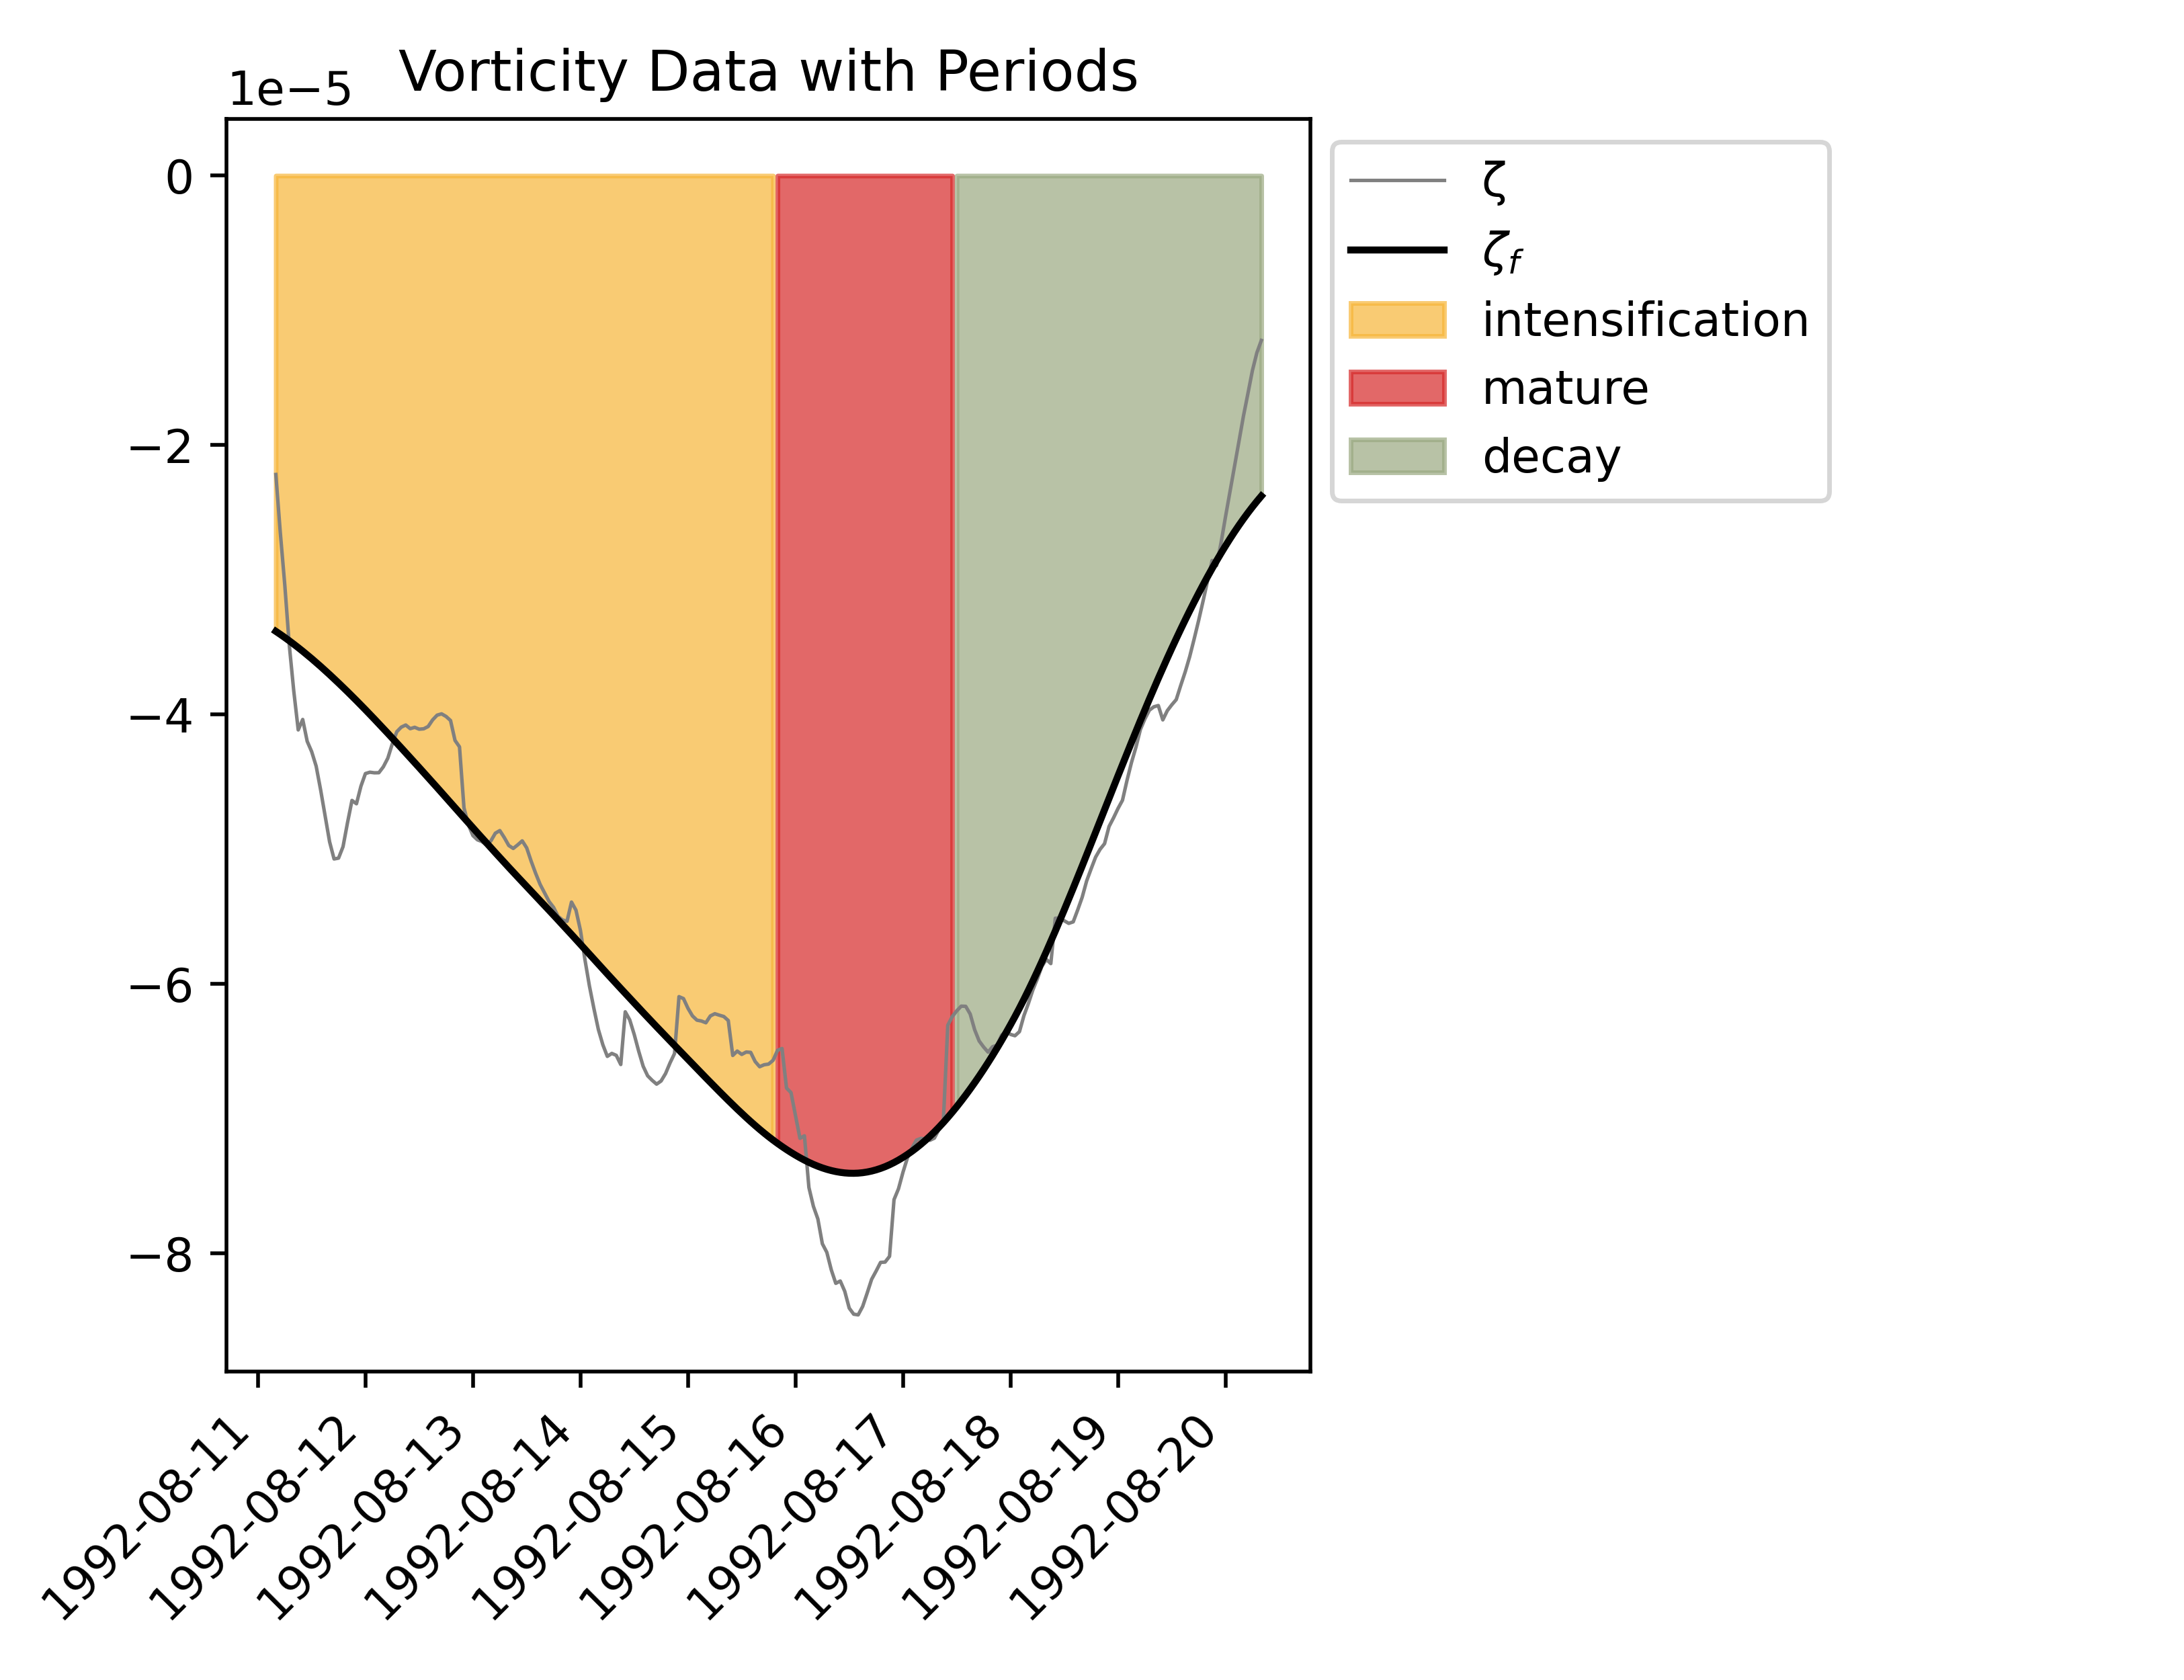 Vorticity Data with Periods
1e−5
0
−2
−4
−6
−8
1992-08-11
1992-08-12
1992-08-13
1992-08-14
1992-08-15
1992-08-16
1992-08-17
1992-08-18
1992-08-19
1992-08-20
ζ
ζf
intensification
mature
decay